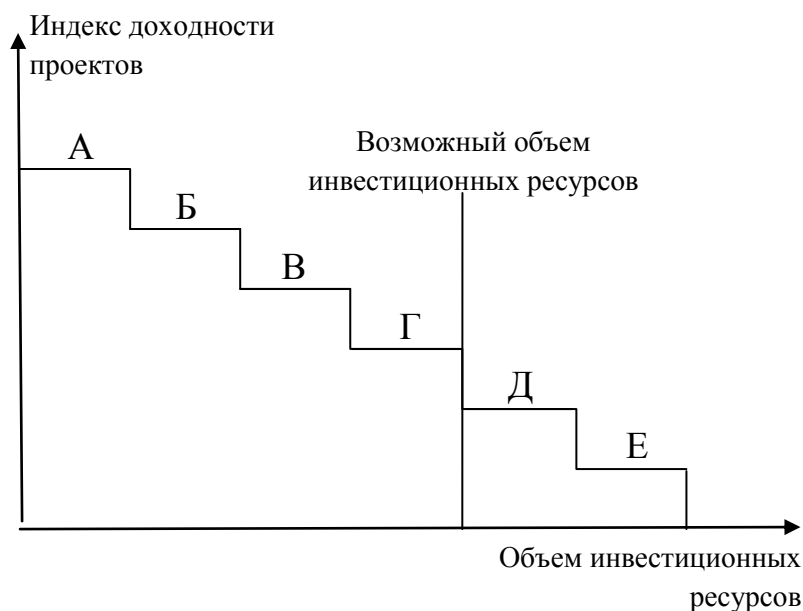 Индекс доходности
проектов
А
Возможный объем
инвестиционных ресурсов
Б
В
Г
Д
Е
Объем инвестиционных
ресурсов